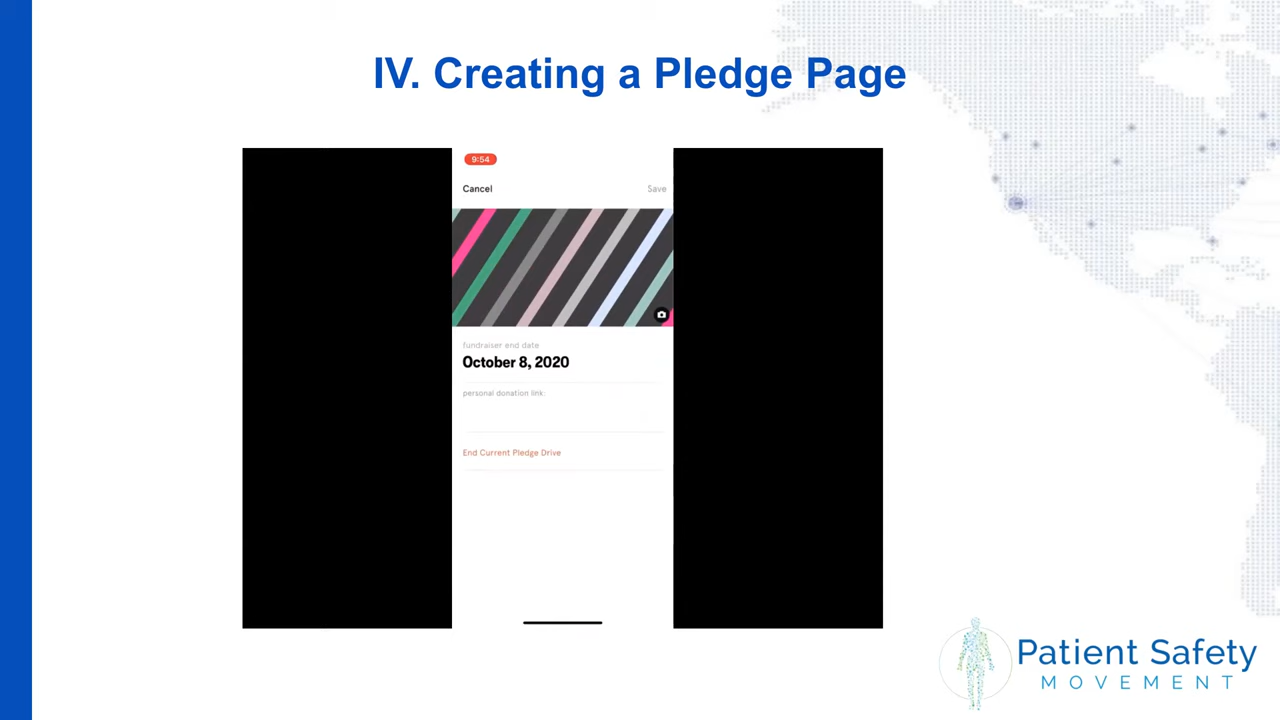 IV. Creating a Pledge Page
9:54
Cancel
Save
fundraiser end date
October 8, 2020
personal donation link:
End Current Pledge Drive
Patient Safety
MOVEMENT